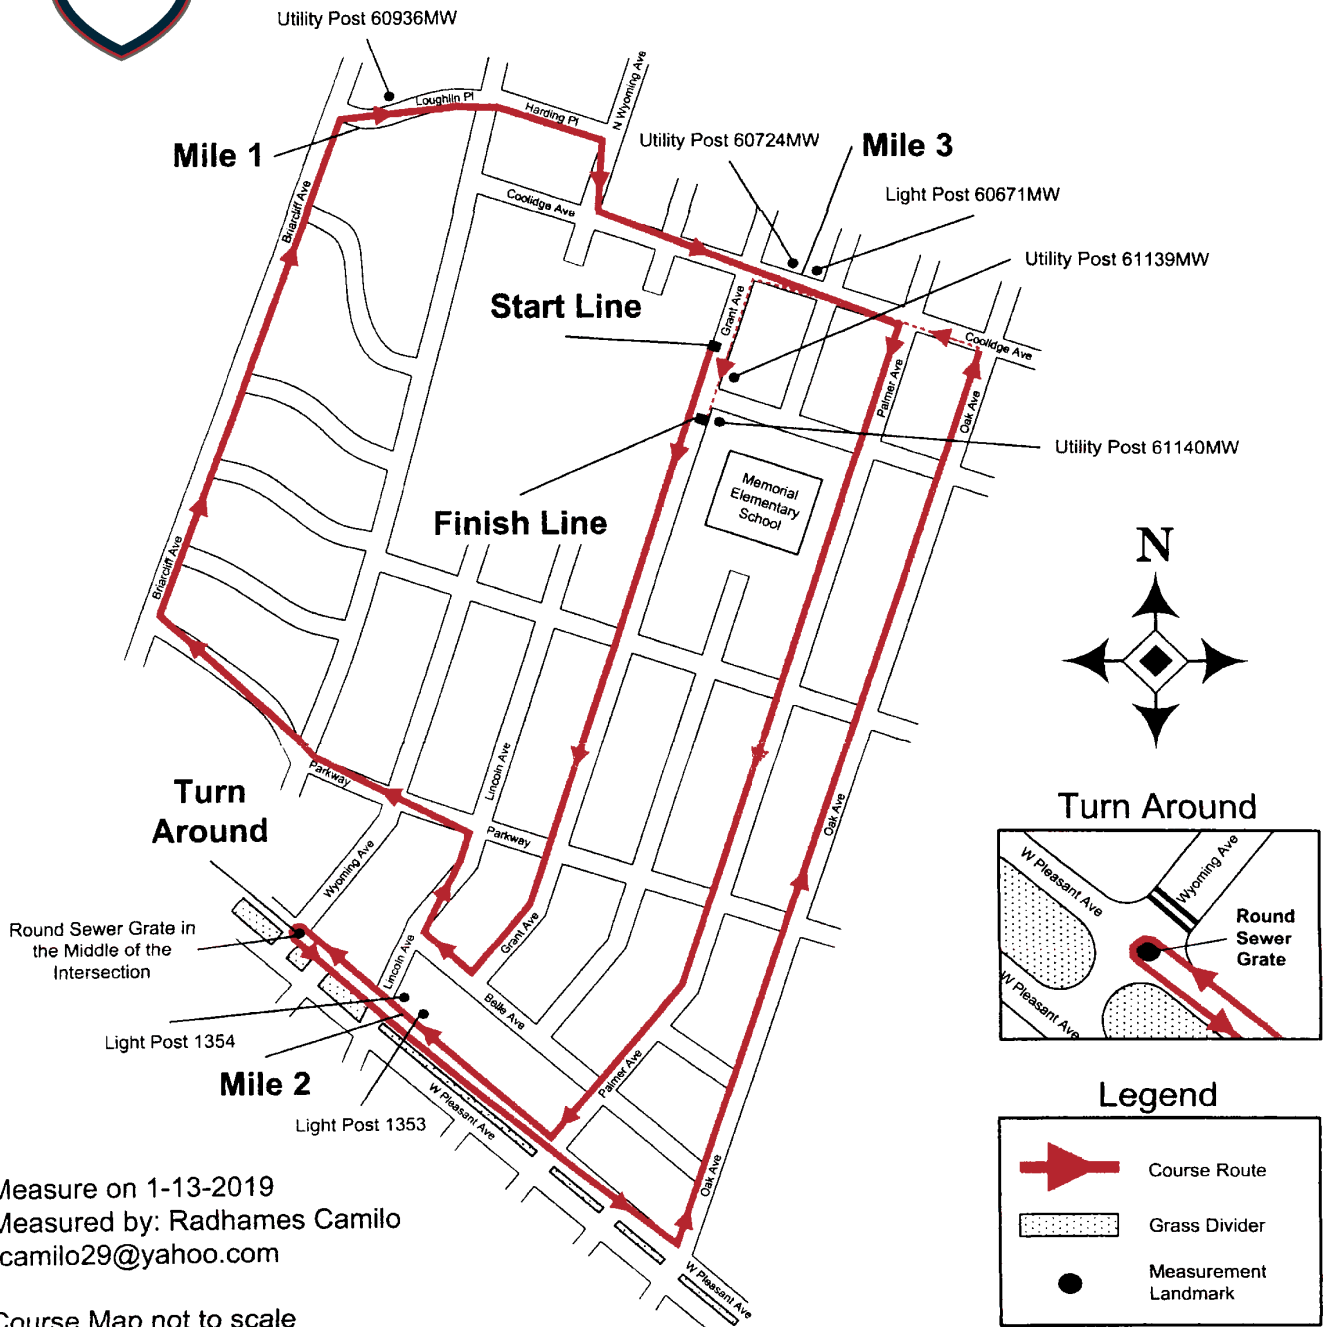 Utility Post 60936MW
Loughlin Pl
Harding Pl
N Wyoming Ave
Mile 1
Utility Post 60724MW
Mile 3
Light Post 60671MW
Coolidge Ave
Briarcliff Ave
Utility Post 61139MW
Start Line
Grant Ave
Coolidge Ave
Palmer Ave
Oak Ave
Utility Post 61140MW
Memorial
Elementary
School
Finish Line
N
Briarcliff Ave
Lincoln Ave
Parkway
Turn
Around
Parkway
Oak Ave
Wyoming Ave
Round Sewer Grate in
the Middle of the
Intersection
Grant Ave
Lincoln Ave
Belle Ave
Light Post 1354
Mile 2
Light Post 1353
W Pleasant Ave
Palmer Ave
Oak Ave
W Pleasant Ave
Turn Around
W Pleasant Ave
Wyoming Ave
Round
Sewer
Grate
W Pleasant Ave
Legend
Course Route
Grass Divider
Measurement
Landmark
Measure on 1-13-2019
Measured by: Radhames Camilo
camilo29@yahoo.com
Course Map not to scale